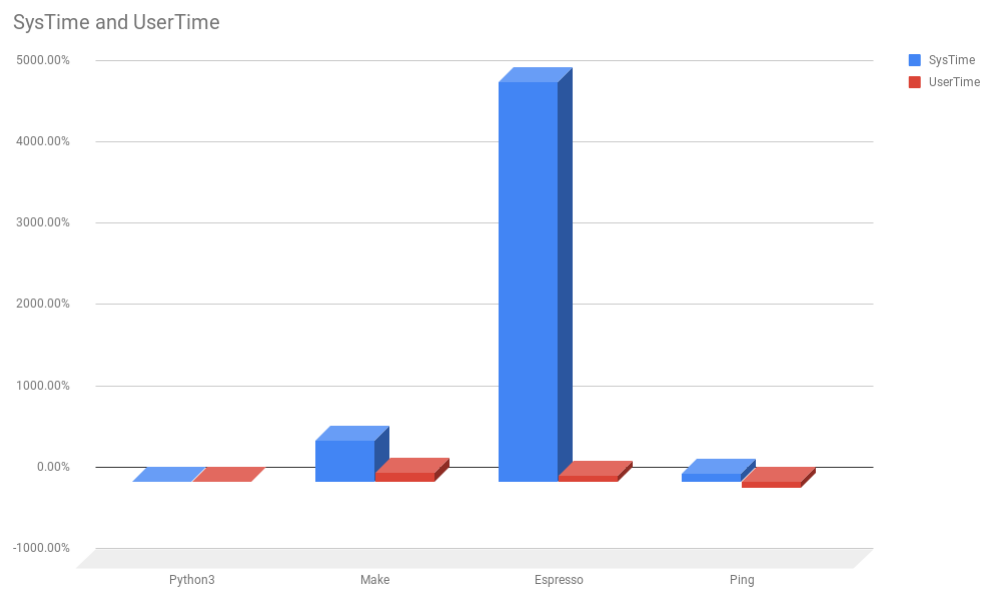 SysTime and UserTime
5000.00%
SysTime
UserTime
4000.00%
3000.00%
2000.00%
1000.00%
0.00%
-1000.00%
Python3 Make Espresso Ping